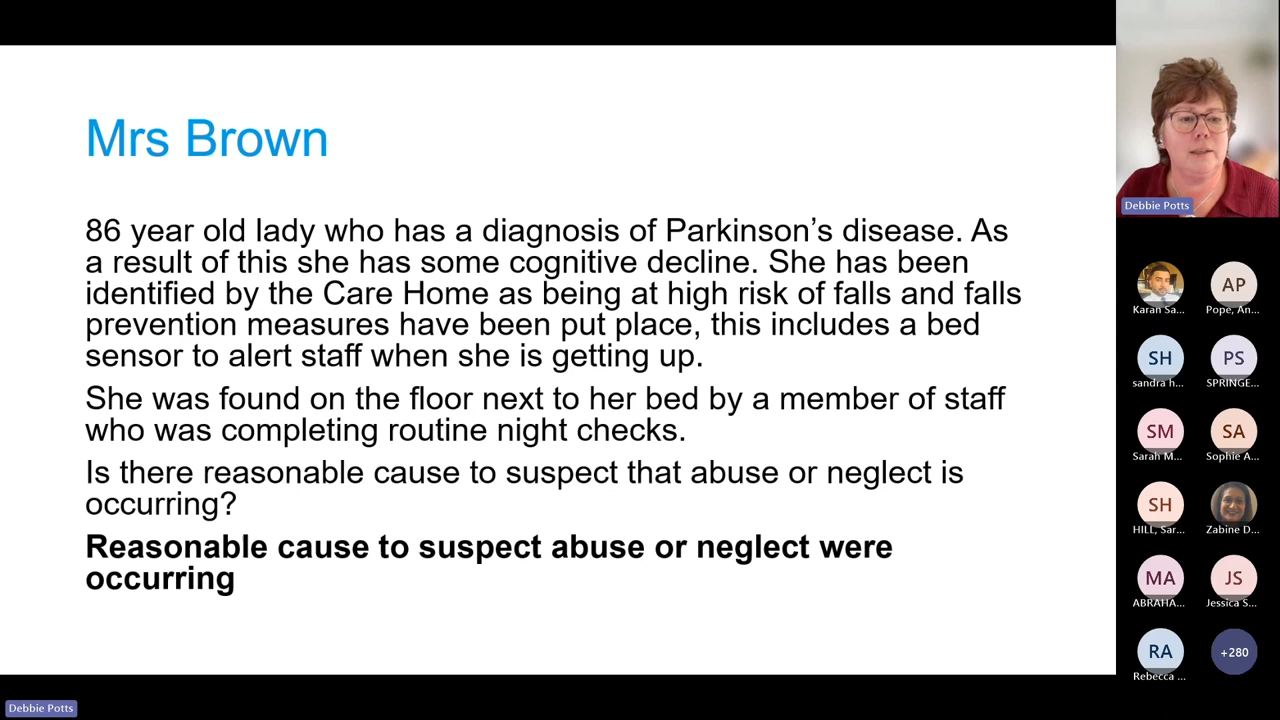 Mrs Brown
86 year old lady who has a diagnosis of Parkinson’s disease. As
a result of this she has some cognitive decline. She has been
identified by the Care Home as being at high risk of falls and falls
prevention measures have been put place, this includes a bed
sensor to alert staff when she is getting up.
She was found on the floor next to her bed by a member of staff
who was completing routine night checks.
Is there reasonable cause to suspect that abuse or neglect is
occurring?
Reasonable cause to suspect abuse or neglect were
occurring
Debbie Potts
Karan Sa...
AP
Pope, An...
SH
sandra h...
PS
SPRINGE...
SM
Sarah M...
SA
Sophie A...
SH
HILL, Sar...
Zabine D...
MA
ABRAHA...
JS
Jessica S...
RA
Rebecca ...
+280
Debbie Potts